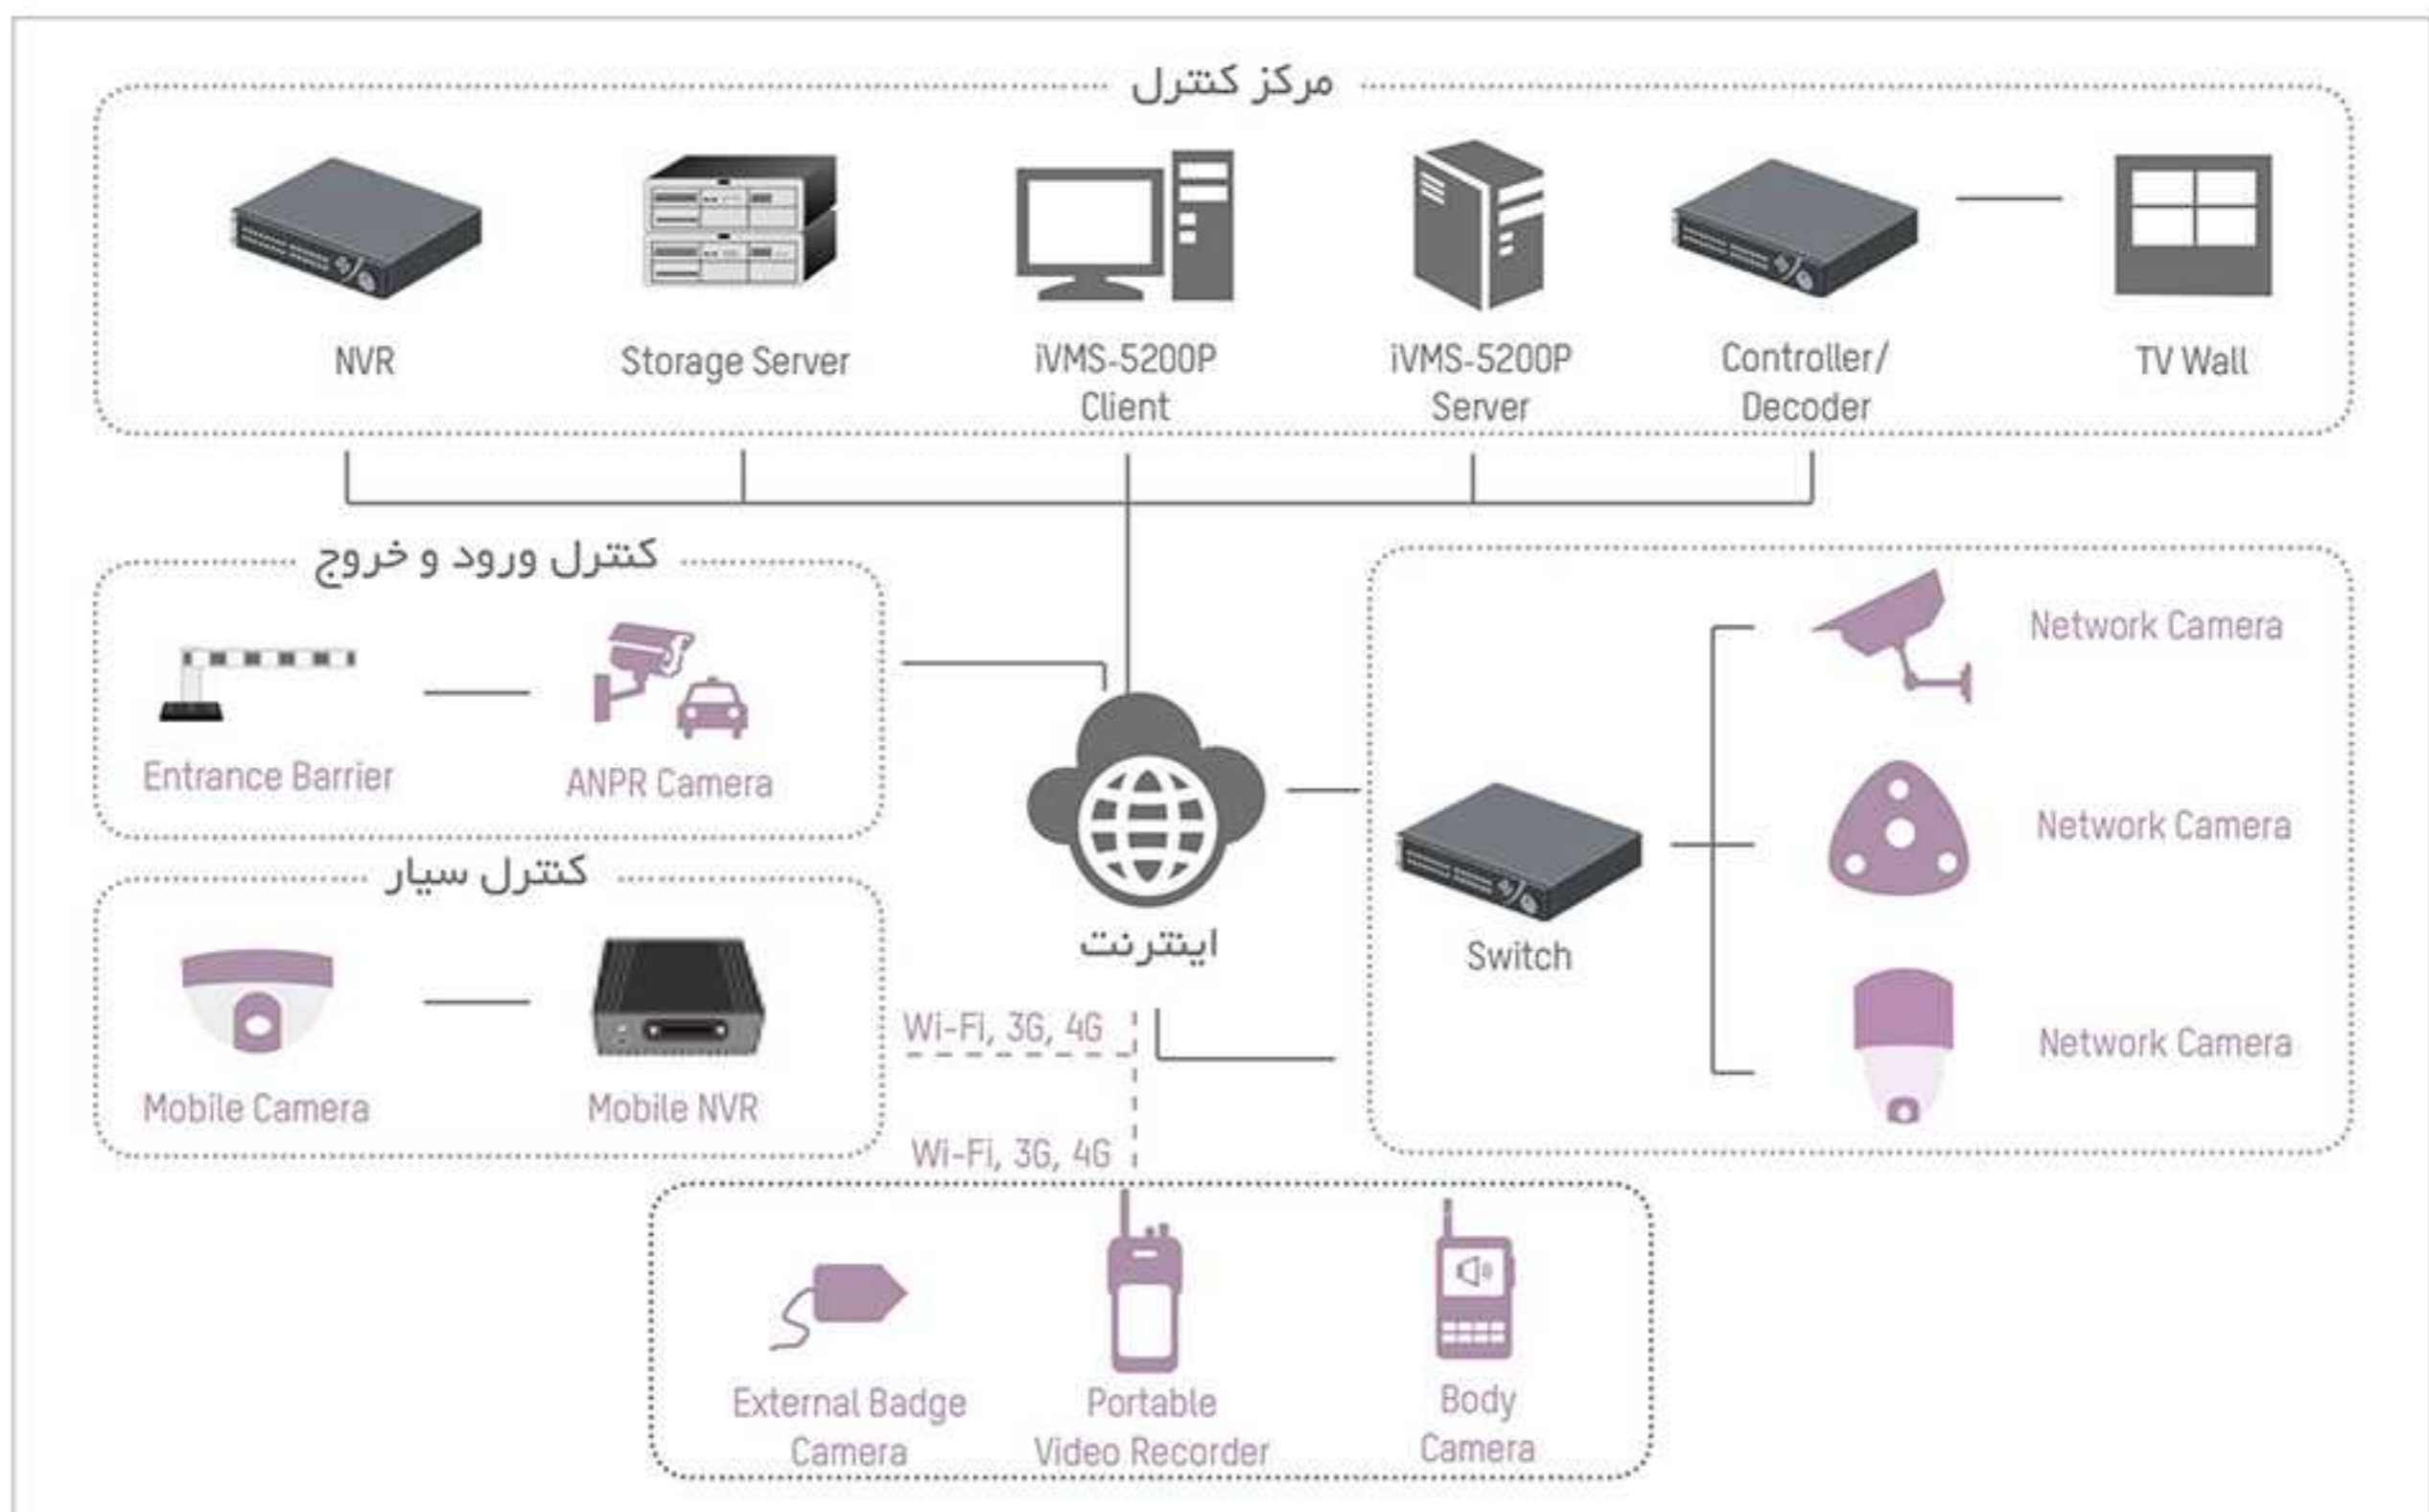 مرکز کنترل
NVR
Storage Server
iVMS-5200P
Client
iVMS-5200P
Server
Controller/
Decoder
TV Wall
کنترل ورود و خروج
Entrance Barrier
ANPR Camera
کنترل سیار
Mobile Camera
Mobile NVR
اینترنت
Wi-Fi, 3G, 4G
Wi-Fi, 3G, 4G
Switch
Network Camera
Network Camera
Network Camera
External Badge
Camera
Portable
Video Recorder
Body
Camera